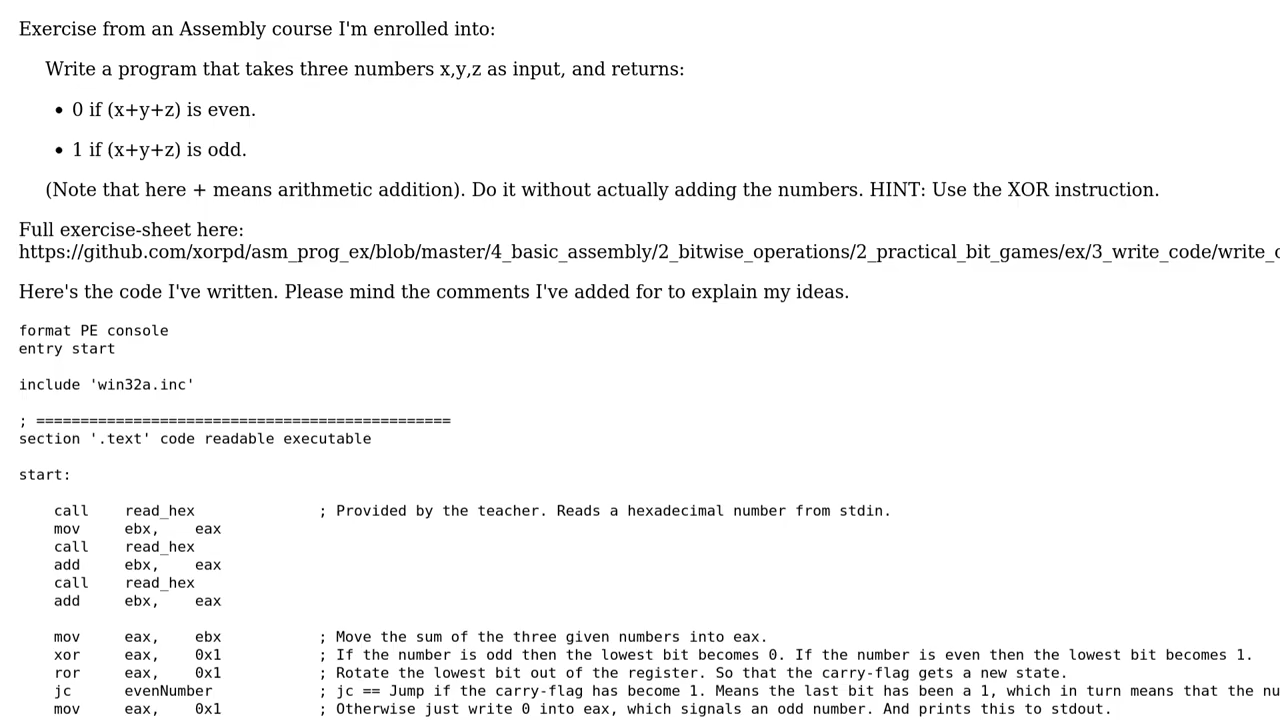 Exercise from an Assembly course I'm enrolled into:
Write a program that takes three numbers x,y,z as input, and returns:
• 0 if (x+y+z) is even.
• 1 if (x+y+z) is odd.
(Note that here + means arithmetic addition). Do it without actually adding the numbers. HINT: Use the XOR instruction.
Full exercise-sheet here:
https://github.com/xorpd/asm_prog_ex/blob/master/4_basic_assembly/2_bitwise_operations/2_practical_bit_games/ex/3_write_code/write_c
Here's the code I've written. Please mind the comments I've added for to explain my ideas.
format PE console
entry start
include 'win32a.inc'
; ===============================================
section '.text' code readable executable
start:
call read_hex ; Provided by the teacher. Reads a hexadecimal number from stdin.
mov ebx, eax
call read_hex
add ebx, eax
call read_hex
add ebx, eax
mov eax, ebx ; Move the sum of the three given numbers into eax.
xor eax, 0x1 ; If the number is odd then the lowest bit becomes 0. If the number is even then the lowest bit becomes 1.
ror eax, 0x1 ; Rotate the lowest bit out of the register. So that the carry-flag gets a new state.
jc evenNumber ; jc == Jump if the carry-flag has become 1. Means the last bit has been a 1, which in turn means that the nu
mov eax, 0x1 ; Otherwise just write 0 into eax, which signals an odd number. And prints this to stdout.